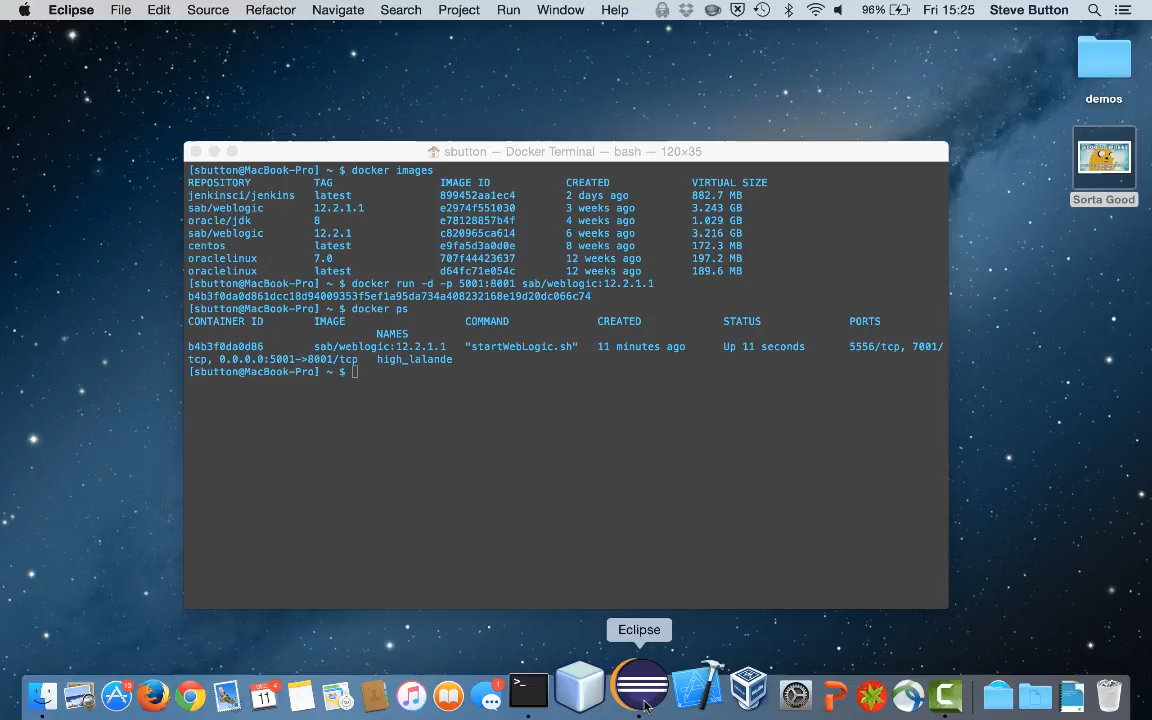 Eclipse File Edit Source Refactor Navigate Search Project Run Window Help 96% Fri 15:25 Steve Button
demos
Sorta Good
sbutton — Docker Terminal — bash — 120×35
[sbutton@MacBook-Pro] ~ $ docker images
REPOSITORY TAG IMAGE ID CREATED VIRTUAL SIZE
jenkinsci/jenkins latest 899452aa1ec4 2 days ago 882.7 MB
sab/weblogic 12.2.1.1 e2974f551030 3 weeks ago 3.243 GB
oracle/jdk 8 e78128857b4f 4 weeks ago 1.029 GB
sab/weblogic 12.2.1 c820965ca614 6 weeks ago 3.216 GB
centos latest e9fa5d3a0d0e 8 weeks ago 172.3 MB
oraclelinux 7.0 707f44423637 12 weeks ago 197.2 MB
oraclelinux latest d64fc71e054c 12 weeks ago 189.6 MB
[sbutton@MacBook-Pro] ~ $ docker run -d -p 5001:8001 sab/weblogic:12.2.1.1
b4b3f0da0d861dcc18d94009353f5ef1a95da734a408232168e19d20dc066c74
[sbutton@MacBook-Pro] ~ $ docker ps
CONTAINER ID IMAGE COMMAND CREATED STATUS PORTS
NAMES
b4b3f0da0d86 sab/weblogic:12.2.1.1 "startWebLogic.sh" 11 minutes ago Up 11 seconds 5556/tcp, 7001/
tcp, 0.0.0.0:5001->8001/tcp high_lalande
[sbutton@MacBook-Pro] ~ $
Eclipse